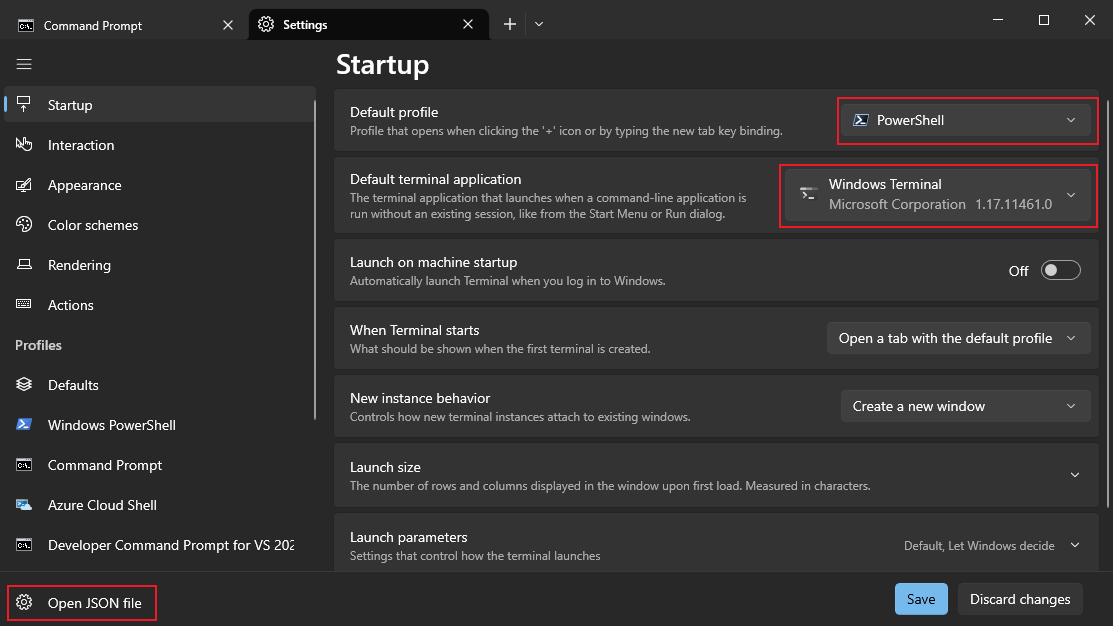 Command Prompt
Settings
Startup
Interaction
Appearance
Color schemes
Rendering
Actions
Profiles
Defaults
Windows PowerShell
Command Prompt
Azure Cloud Shell
Developer Command Prompt for VS 202
Open JSON file
Startup
Default profile
Profile that opens when clicking the '+' icon or by typing the new tab key binding.
PowerShell
Default terminal application
The terminal application that launches when a command-line application is
run without an existing session, like from the Start Menu or Run dialog.
Windows Terminal
Microsoft Corporation 1.17.11461.0
Launch on machine startup
Automatically launch Terminal when you log in to Windows.
Off
When Terminal starts
What should be shown when the first terminal is created.
Open a tab with the default profile
New instance behavior
Controls how new terminal instances attach to existing windows.
Create a new window
Launch size
The number of rows and columns displayed in the window upon first load. Measured in characters.
Launch parameters
Settings that control how the terminal launches
Default, Let Windows decide
Save
Discard changes